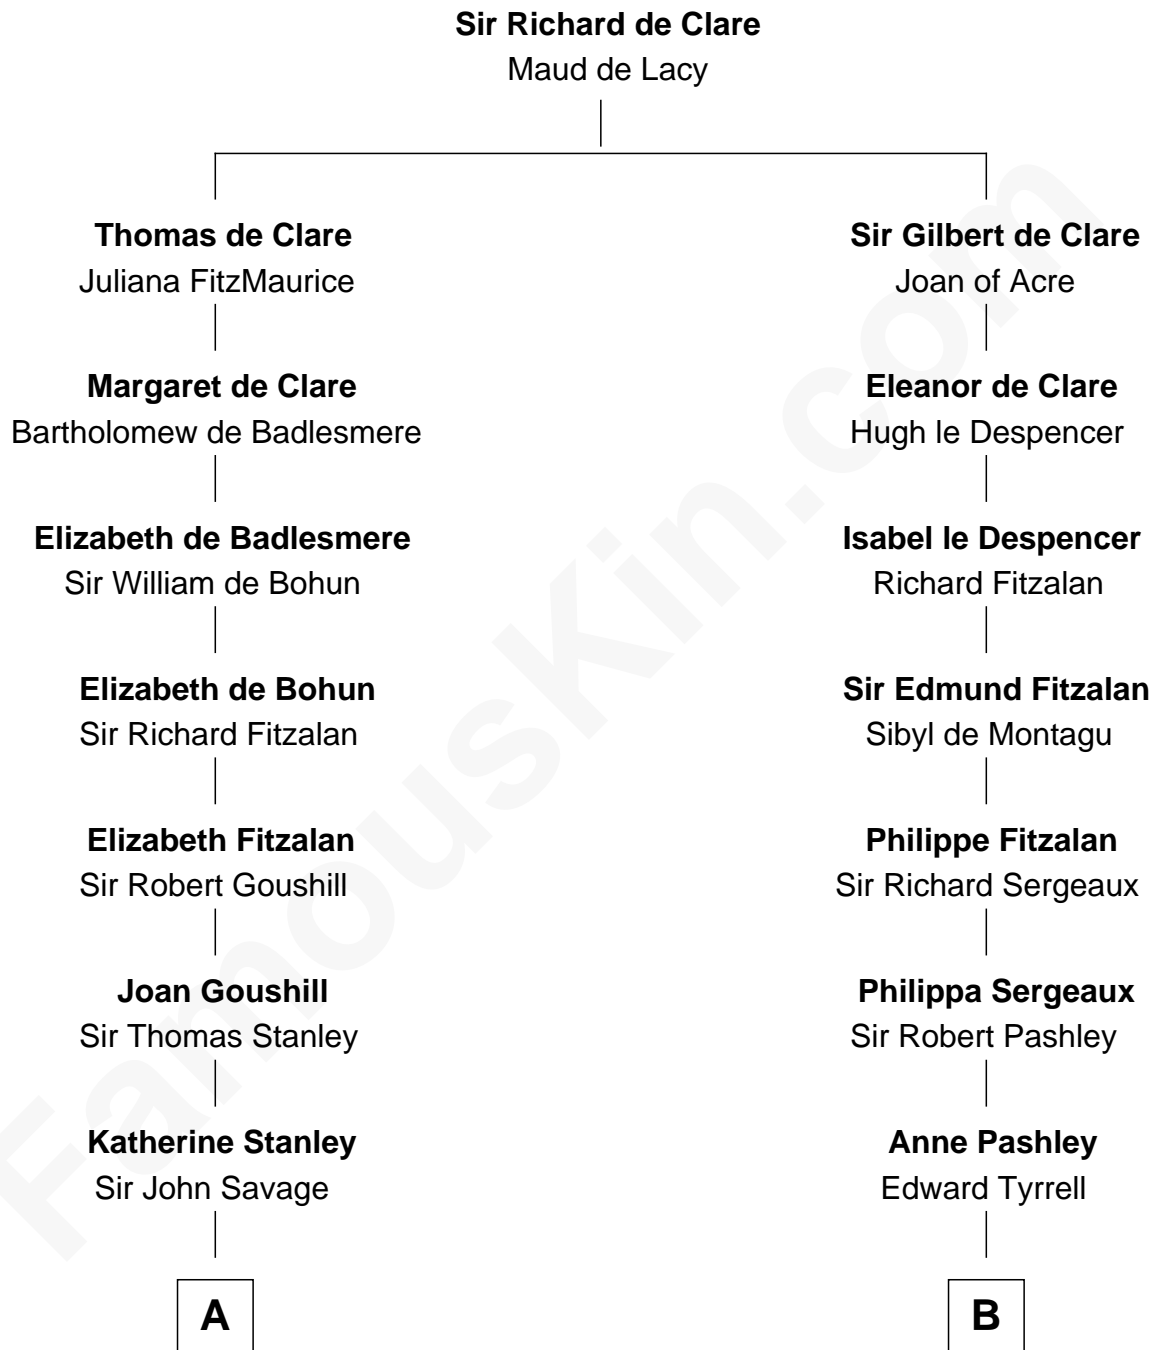 Sir Richard de Clare
Maud de Lacy
Thomas de Clare
Juliana FitzMaurice
Sir Gilbert de Clare
Joan of Acre
Margaret de Clare
Bartholomew de Badlesmere
Eleanor de Clare
Hugh le Despencer
Elizabeth de Badlesmere
Sir William de Bohun
Isabel le Despencer
Richard Fitzalan
Elizabeth de Bohun
Sir Richard Fitzalan
Sir Edmund Fitzalan
Sibyl de Montagu
Elizabeth Fitzalan
Sir Robert Goushill
Philippe Fitzalan
Sir Richard Sergeaux
Joan Goushill
Sir Thomas Stanley
Philippa Sergeaux
Sir Robert Pashley
Katherine Stanley
Sir John Savage
Anne Pashley
Edward Tyrrell
A
B
FamousKin.com